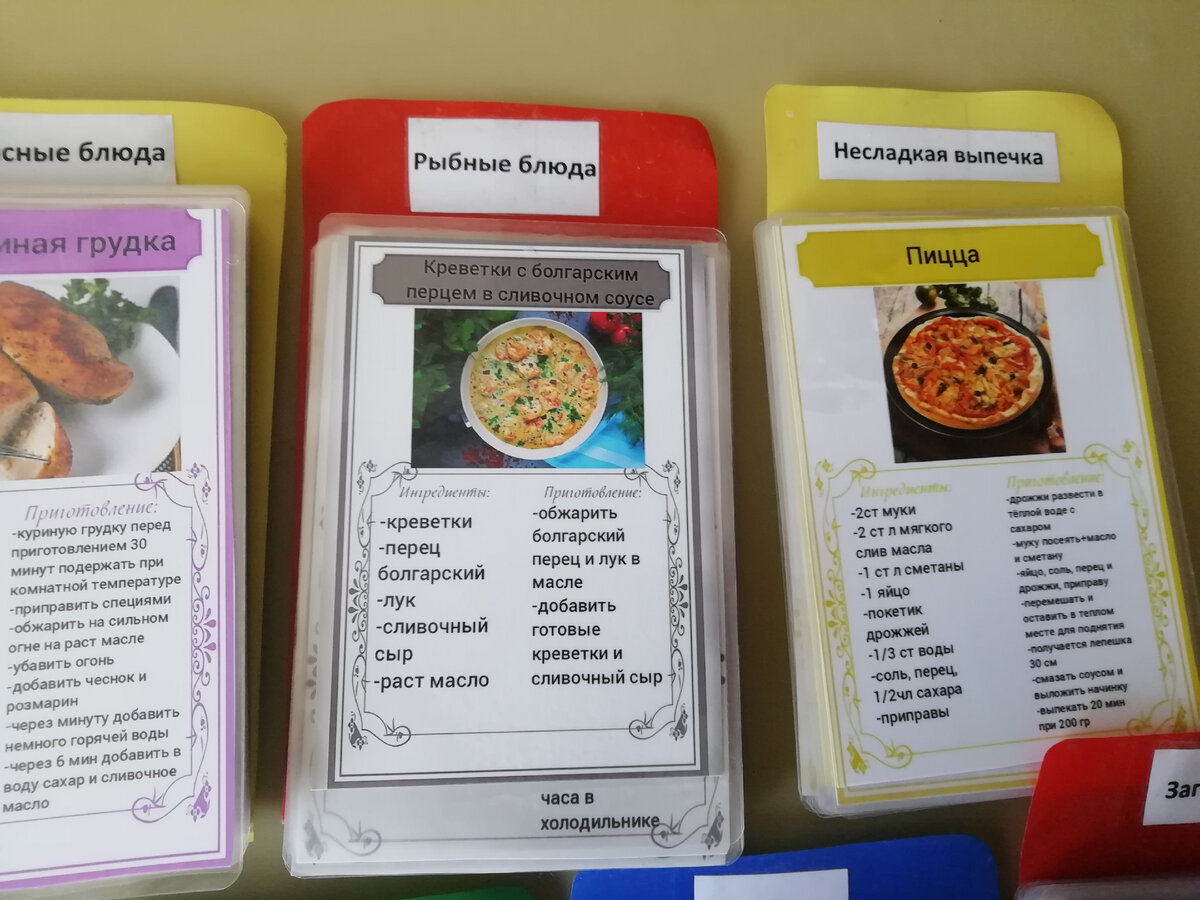 сные блюда
иная грудка
Приготовление:
-куриную грудку перед
приготовлением 30
минут подержать при
комнатной температуре
-приправить специями
-обжарить на сильном
огне на раст масле
-убавить огонь
-добавить чеснок и
розмарин
-через минуту добавить
немного горячей воды
-через 6 мин добавить в
воду сахар и сливочное
масло
Рыбные блюда
Креветки с болгарским
перцем в сливочном соусе
Ингредиенты:
-креветки
-перец
болгарский
-лук
-сливочный
сыр
-раст масло
Приготовление:
-обжарить
болгарский
перец и лук в
масле
-добавить
готовые
креветки и
сливочный сыр
часа в
холодильнике
Несладкая выпечка
Пицца
Ингредиенты:
-2ст муки
-2 ст л мягкого
слив масла
-1 ст л сметаны
-1 яйцо
-покетик
дрожжей
-1/3 ст воды
-соль, перец,
1/2чл сахара
-приправы
Приготовление:
-дрожжи развести в
тёплой воде с
сахаром
-муку посеять+масло
и сметану
-яйцо, соль, перец и
дрожжи, приправу
-перемешать и
оставить в теплом
месте для поднятия
-получается лепешка
30 см
-смазать соусом и
выложить начинку
-выпекать 20 мин
при 200 гр
Заг